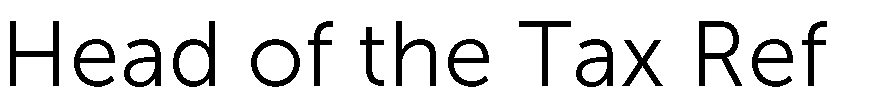 Head of the Tax Ref